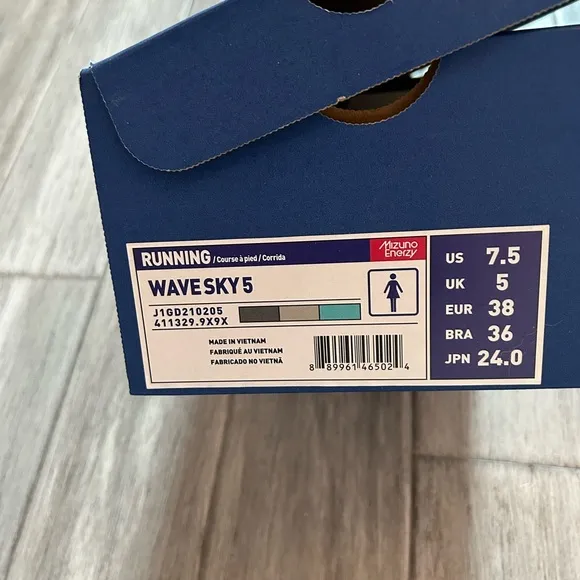 RUNNING / Course à pied / Corrida
Mizuno
Enerzy
WAVE SKY 5
J1GD210205
411329.9X9X
MADE IN VIETNAM
FABRIQUÉ AU VIETNAM
FABRICADO NO VIETNÃ
8 89961 46502 4
US 7.5
UK 5
EUR 38
BRA 36
JPN 24.0